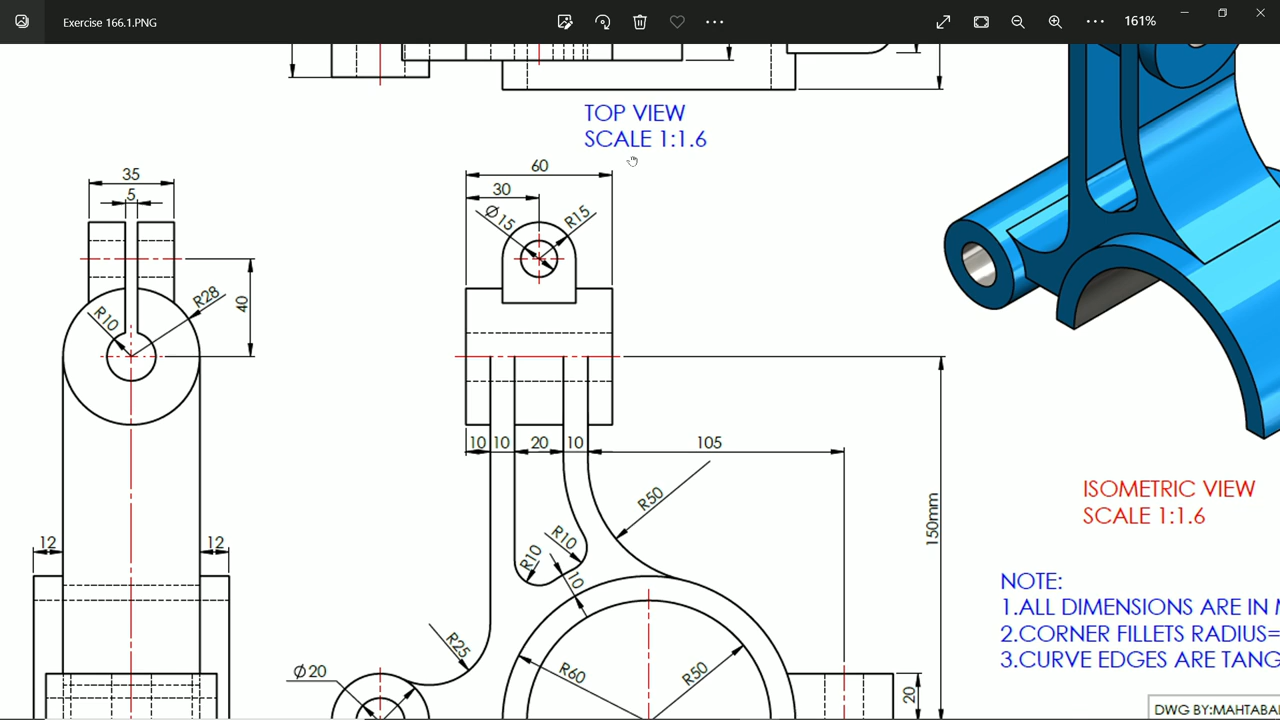 Exercise 166.1.PNG
161%
TOP VIEW
SCALE 1:1.6
35
5
R10
R28
40
12
12
60
30
Ø15
R15
10
10
20
10
105
R50
R10
R10
10
150mm
R25
Ø20
R60
R50
20
ISOMETRIC VIEW
SCALE 1:1.6
NOTE:
1.ALL DIMENSIONS ARE IN
2.CORNER FILLETS RADIUS=
3.CURVE EDGES ARE TANG
DWG BY:MAHTABA